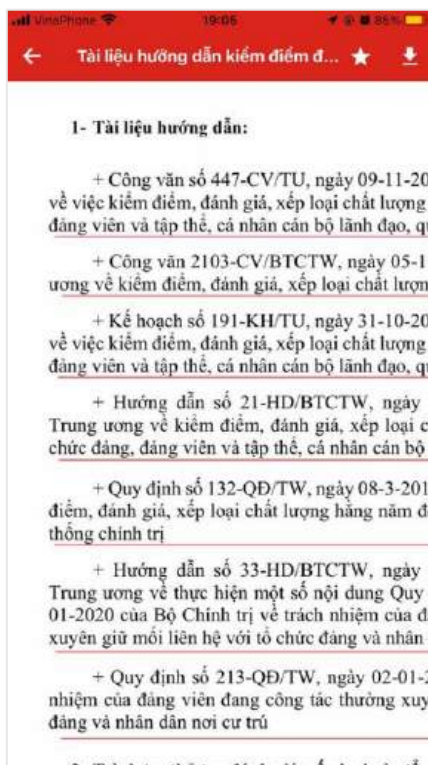 VinaPhone 19:06 86%
Tài liệu hướng dẫn kiểm điểm đ...
1- Tài liệu hướng dẫn:
+ Công văn số 447-CV/TU, ngày 09-11-20
về việc kiểm điểm, đánh giá, xếp loại chất lượng
đảng viên và tập thể, cá nhân cán bộ lãnh đạo, qu
+ Công văn 2103-CV/BTCTW, ngày 05-1
ương về kiểm điểm, đánh giá, xếp loại chất lượn
+ Kế hoạch số 191-KH/TU, ngày 31-10-20
về việc kiểm điểm, đánh giá, xếp loại chất lượng
đảng viên và tập thể, cá nhân cán bộ lãnh đạo, qu
+ Hướng dẫn số 21-HD/BTCTW, ngày
Trung ương về kiểm điểm, đánh giá, xếp loại c
chức đảng, đảng viên và tập thể, cá nhân cán bộ
+ Quy định số 132-QĐ/TW, ngày 08-3-201
điểm, đánh giá, xếp loại chất lượng hằng năm đ
thống chính trị
+ Hướng dẫn số 33-HD/BTCTW, ngày
Trung ương về thực hiện một số nội dung Quy
01-2020 của Bộ Chính trị về trách nhiệm của đ
xuyên giữ mối liên hệ với tổ chức đảng và nhân
+ Quy định số 213-QĐ/TW, ngày 02-01-2
nhiệm của đảng viên đang công tác thường xuy
đảng và nhân dân nơi cư trú